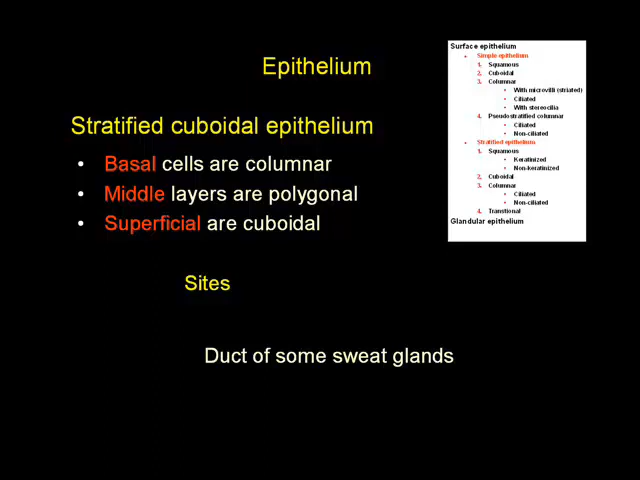 Epithelium
Stratified cuboidal epithelium
• Basal cells are columnar
• Middle layers are polygonal
• Superficial are cuboidal
Sites
Duct of some sweat glands
Surface epithelium
• Simple epithelium
1. Squamous
2. Cuboidal
3. Columnar
• With microvilli (striated)
• Ciliated
• With stereocilia
4. Pseudostratified columnar
• Ciliated
• Non-ciliated
• Stratified epithelium
1. Squamous
• Keratinized
• Non-keratinized
2. Cuboidal
3. Columnar
• Ciliated
• Non-ciliated
4. Transtional
Glandular epithelium